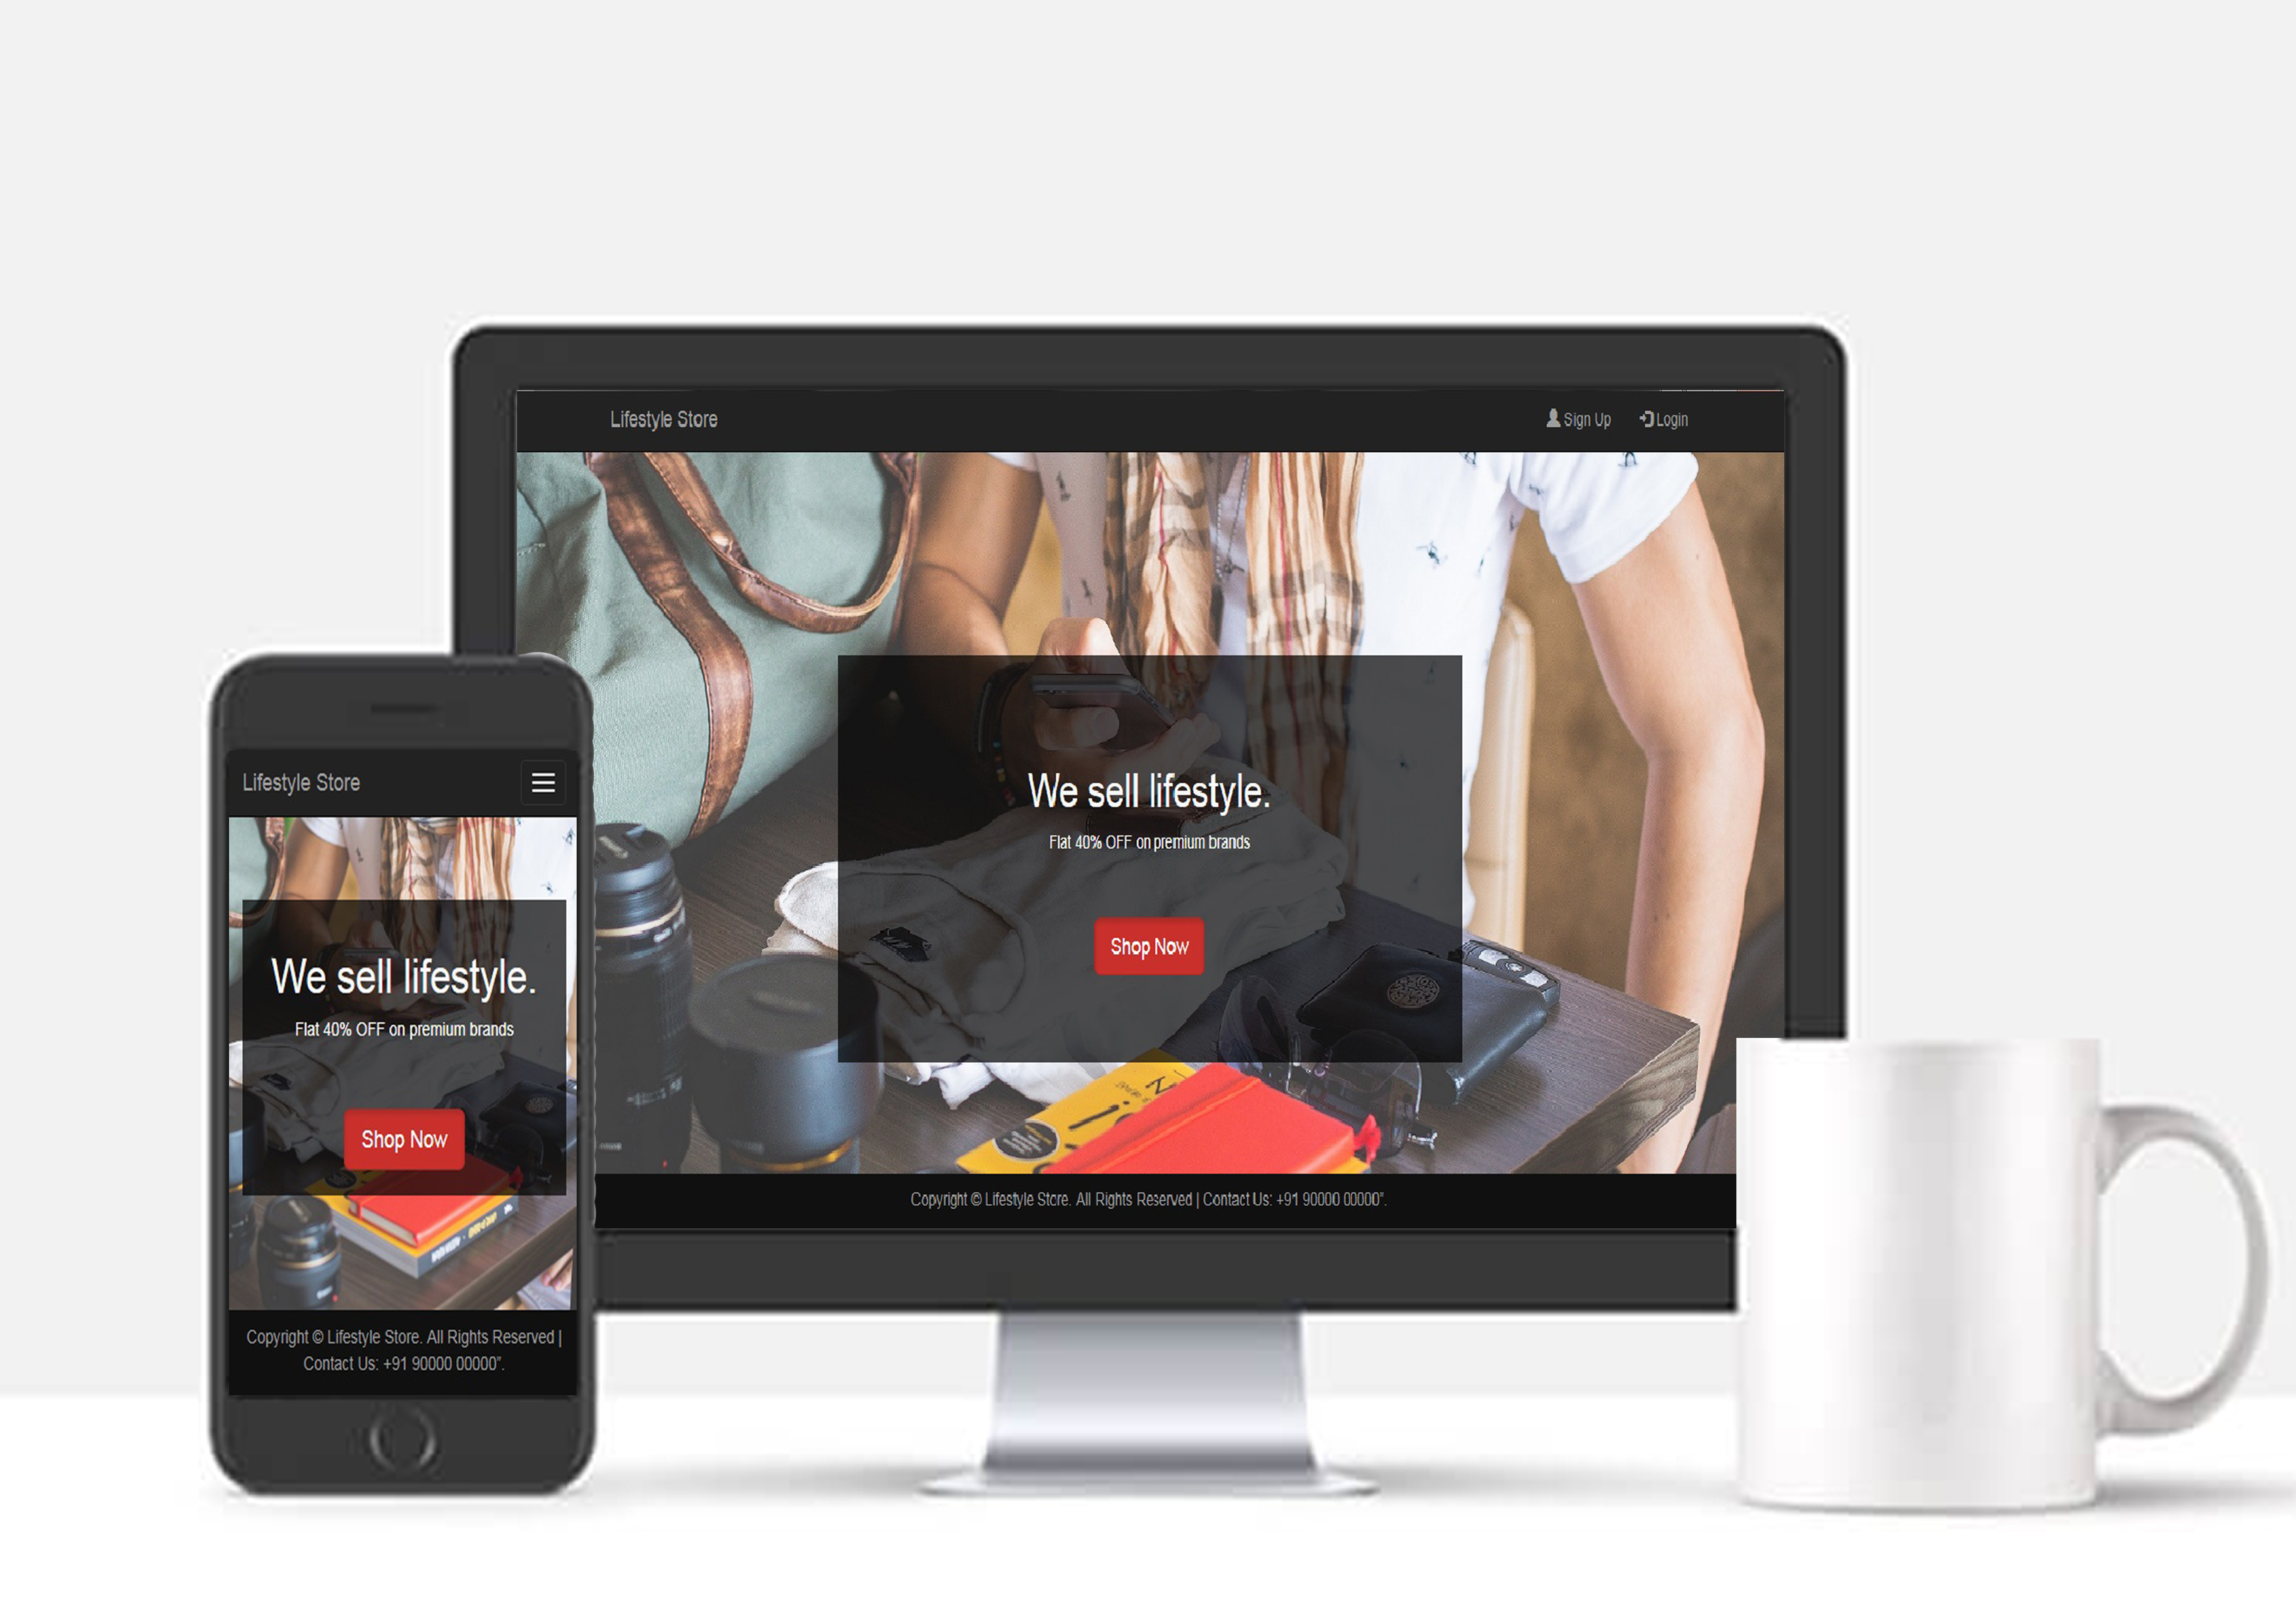 Lifestyle Store
Sign Up
Login
We sell lifestyle.
Flat 40% OFF on premium brands
Shop Now
Copyright © Lifestyle Store. All Rights Reserved | Contact Us: +91 90000 00000”.
Lifestyle Store
We sell lifestyle.
Flat 40% OFF on premium brands
Shop Now
Copyright © Lifestyle Store. All Rights Reserved |
Contact Us: +91 90000 00000”.